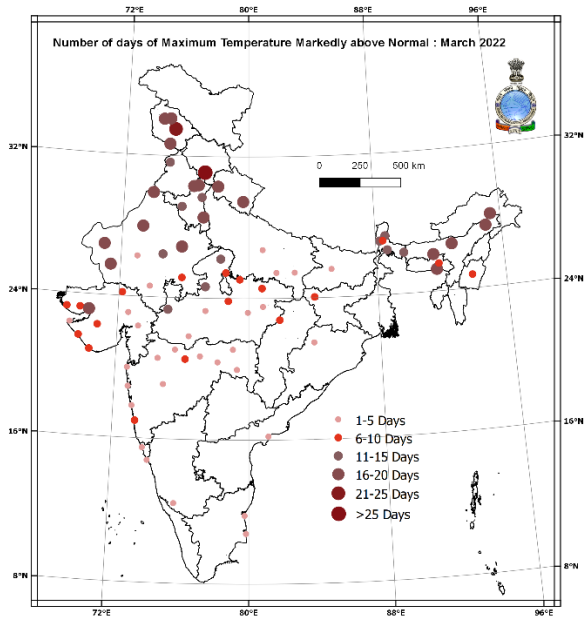 72°E 80°E 96°E
Number of days of Maximum Temperature Markedly above Normal : March 2022
32°N
32°N
0 250 500 km
24°N
24°N
16°N
16°N
1-5 Days
6-10 Days
11-15 Days
16-20 Days
21-25 Days
>25 Days
8°N
8°N
72°E 80°E 88°E 96°E